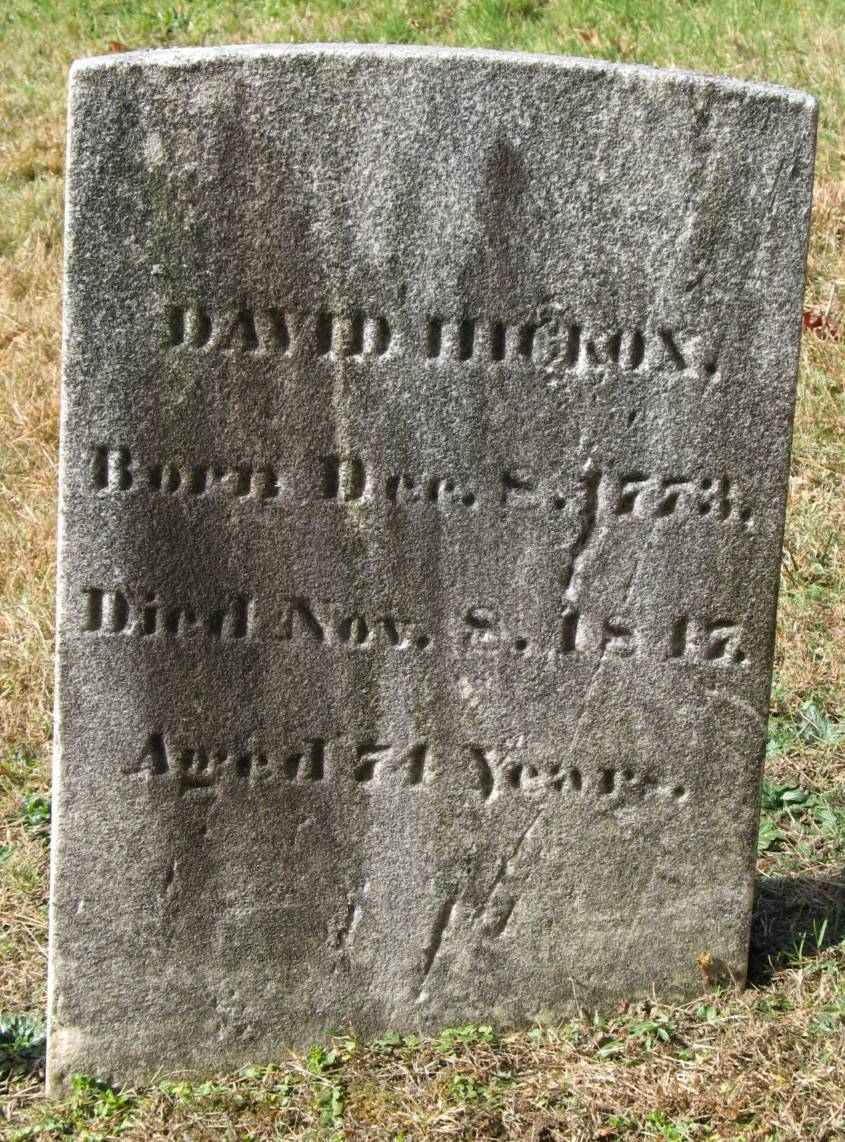 DAVID HICKOX,
Born Dec. 8. 1773,
Died Nov. 8. 1847.
Aged 74 Years.